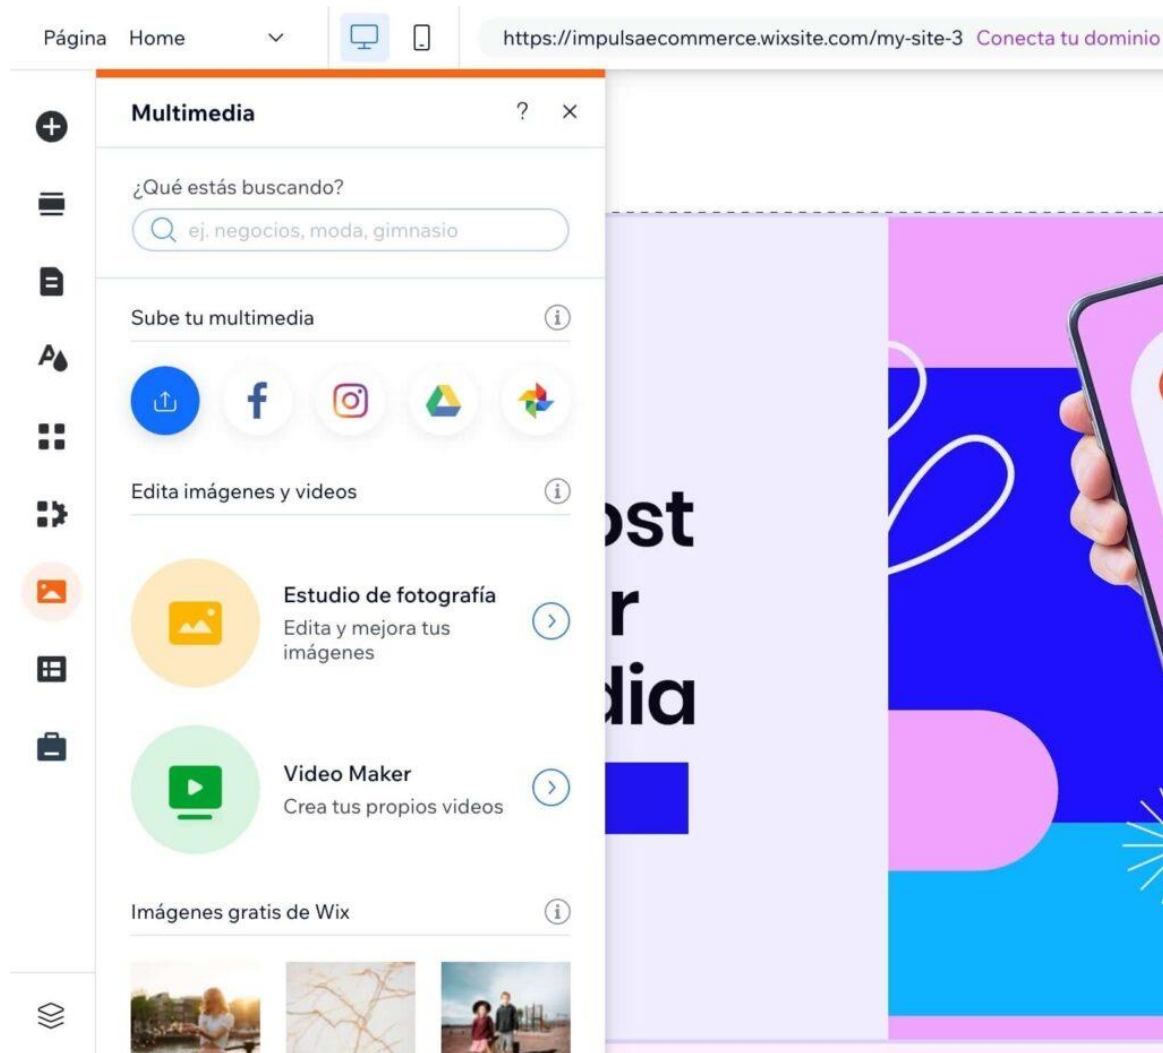 Página Home https://impulsaecommerce.wixsite.com/my-site-3 Conecta tu dominio
Multimedia ?
¿Qué estás buscando?
ej. negocios, moda, gimnasio
Sube tu multimedia
Edita imágenes y videos
Estudio de fotografía
Edita y mejora tus
imágenes
Video Maker
Crea tus propios videos
Imágenes gratis de Wix